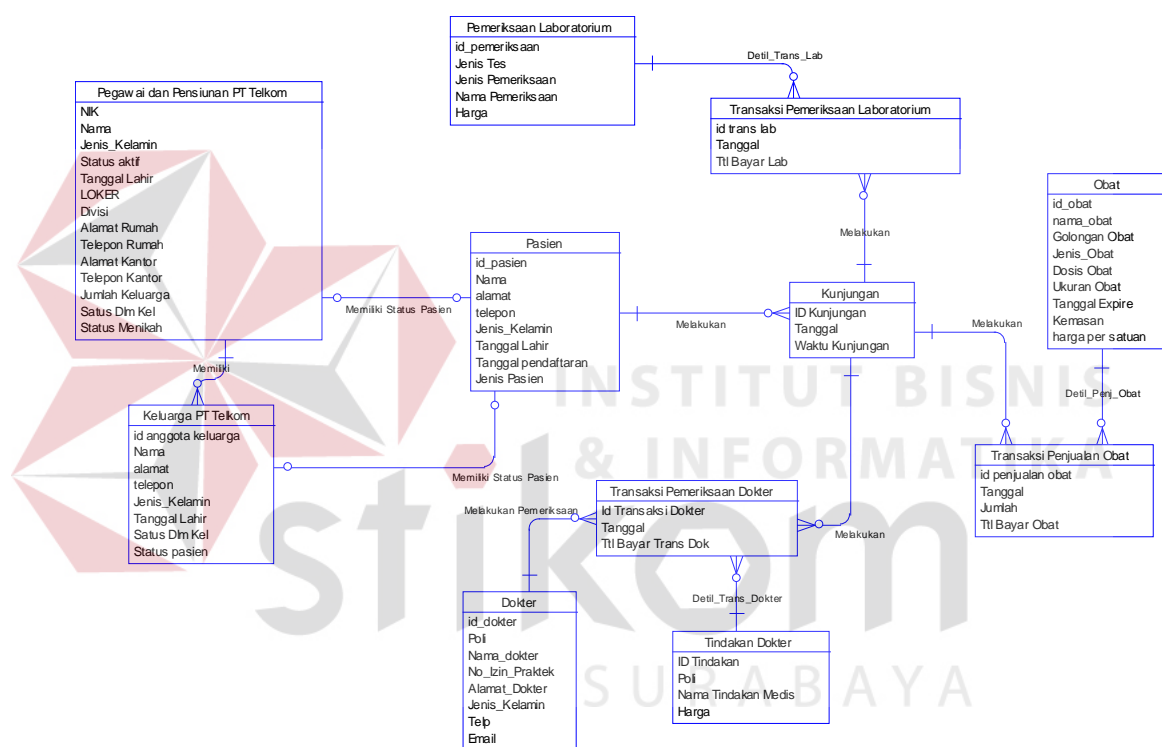 Pemeriksaan Laboratorium
id_pemeriksaan
Jenis Tes
Jenis Pemeriksaan
Nama Pemeriksaan
Harga
Detil_Trans_Lab
Transaksi Pemeriksaan Laboratorium
id trans lab
Tanggal
Ttl Bayar Lab
Pegawai dan Pensiunan PT Telkom
NIK
Nama
Jenis_Kelamin
Status aktif
Tanggal Lahir
LOKER
Divisi
Alamat Rumah
Telepon Rumah
Alamat Kantor
Telepon Kantor
Jumlah Keluarga
Satus Dlm Kel
Status Menikah
Obat
id_obat
nama_obat
Golongan Obat
Jenis_Obat
Dosis Obat
Ukuran Obat
Tanggal Expire
Kemasan
harga per satuan
Melakukan
Pasien
id_pasien
Nama
alamat
telepon
Jenis_Kelamin
Tanggal Lahir
Tanggal pendaftaran
Jenis Pasien
Memiliki Status Pasien
Melakukan
Kunjungan
ID Kunjungan
Tanggal
Waktu Kunjungan
Melakukan
Memiliki
Detil_Penj_Obat
Keluarga PT Telkom
id anggota keluarga
Nama
alamat
telepon
Jenis_Kelamin
Tanggal Lahir
Satus Dlm Kel
Status pasien
Memiliki Status Pasien
Transaksi Penjualan Obat
id penjualan obat
Tanggal
Jumlah
Ttl Bayar Obat
Melakukan Pemeriksaan
Transaksi Pemeriksaan Dokter
Id Transaksi Dokter
Tanggal
Ttl Bayar Trans Dok
Melakukan
Detil_Trans_Dokter
Dokter
id_dokter
Poli
Nama_dokter
No_Izin_Praktek
Alamat_Dokter
Jenis_Kelamin
Telp
Email
Tindakan Dokter
ID Tindakan
Poli
Nama Tindakan Medis
Harga
INSTITUT BISNIS
& INFORMATIKA
stikom
SURABAYA